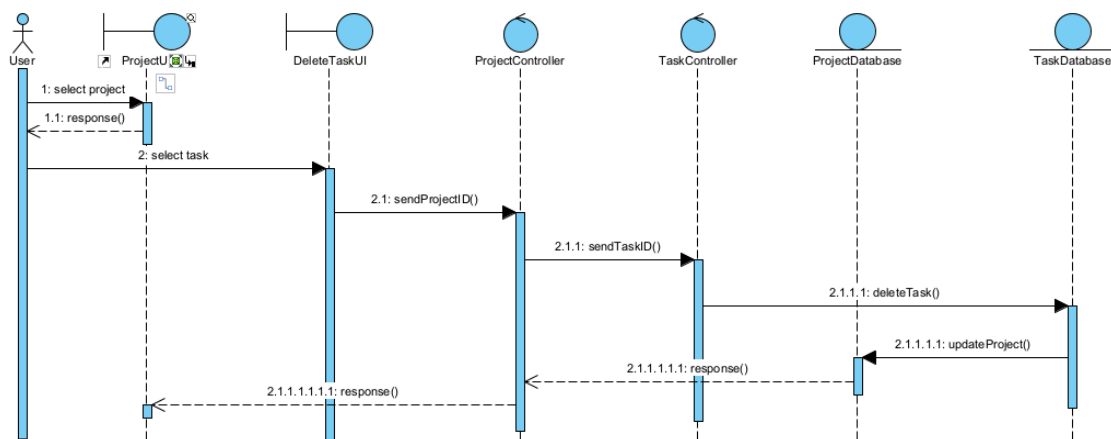 User
ProjectU
DeleteTaskUI
ProjectController
TaskController
ProjectDatabase
TaskDatabase
1: select project
1.1: response()
2: select task
2.1: sendProjectID()
2.1.1: sendTaskID()
2.1.1.1: deleteTask()
2.1.1.1.1: updateProject()
2.1.1.1.1.1: response()
2.1.1.1.1.1.1: response()